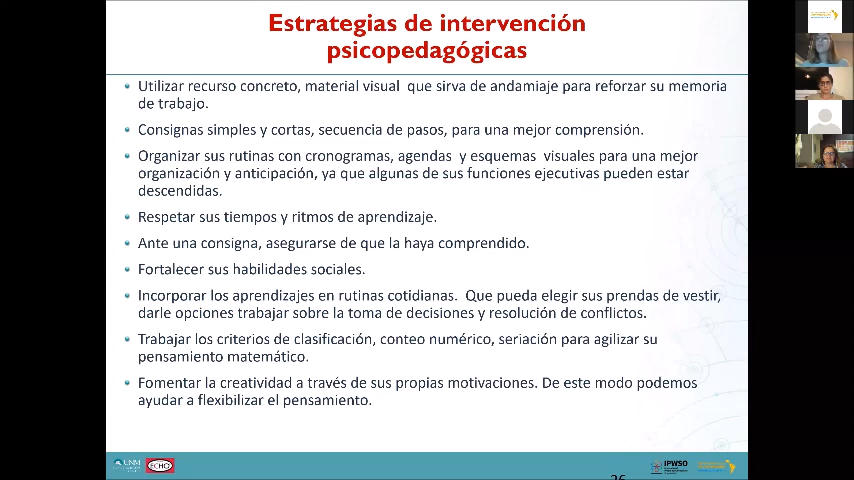 Estrategias de intervención
psicopedagógicas
Utilizar recurso concreto, material visual que sirva de andamiaje para reforzar su memoria
de trabajo.
Consignas simples y cortas, secuencia de pasos, para una mejor comprensión.
Organizar sus rutinas con cronogramas, agendas y esquemas visuales para una mejor
organización y anticipación, ya que algunas de sus funciones ejecutivas pueden estar
descendidas.
Respetar sus tiempos y ritmos de aprendizaje.
Ante una consigna, asegurarse de que la haya comprendido.
Fortalecer sus habilidades sociales.
Incorporar los aprendizajes en rutinas cotidianas. Que pueda elegir sus prendas de vestir,
darle opciones trabajar sobre la toma de decisiones y resolución de conflictos.
Trabajar los criterios de clasificación, conteo numérico, seriación para agilizar su
pensamiento matemático.
Fomentar la creatividad a través de sus propias motivaciones. De este modo podemos
ayudar a flexibilizar el pensamiento.
UNM
ECHO
IPWSO
26